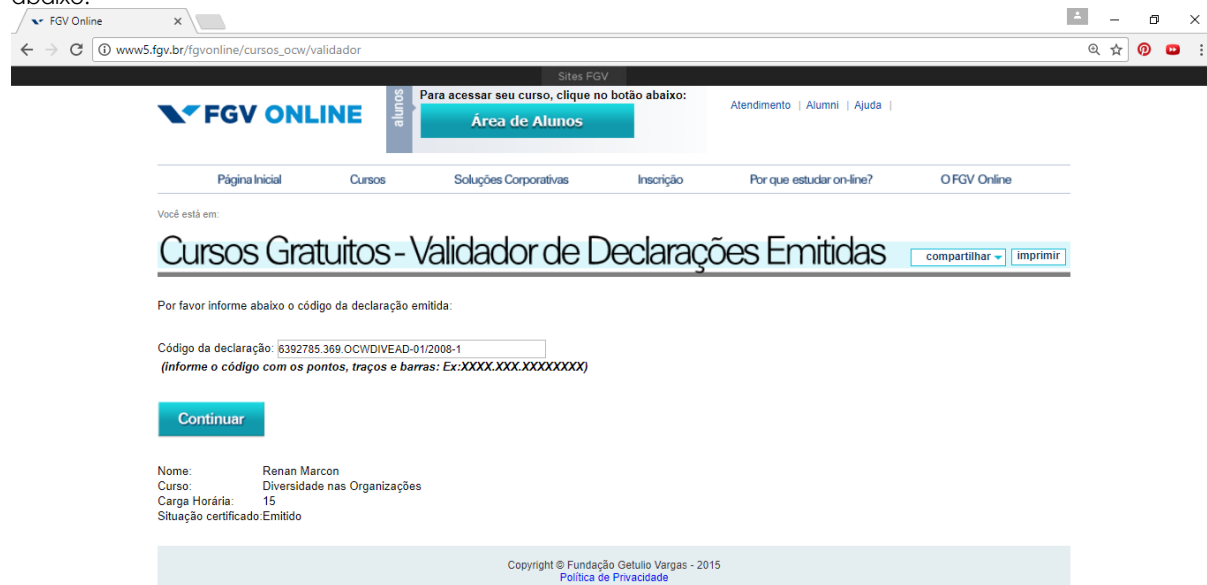 abaixo:
FGV Online
www5.fgv.br/fgvonline/cursos_ocw/validador
Sites FGV
FGV ONLINE
alunos
Para acessar seu curso, clique no botão abaixo:
Área de Alunos
Atendimento | Alumni | Ajuda |
Página Inicial Cursos Soluções Corporativas Inscrição Por que estudar on-line? O FGV Online
Você está em:
Cursos Gratuitos - Validador de Declarações Emitidas
compartilhar imprimir
Por favor informe abaixo o código da declaração emitida:
Código da declaração: 6392785.369.OCWDIVEAD-01/2008-1
(informe o código com os pontos, traços e barras: Ex:XXXX.XXX.XXXXXXXX)
Continuar
Nome: Renan Marcon
Curso: Diversidade nas Organizações
Carga Horária: 15
Situação certificado:Emitido
Copyright © Fundação Getulio Vargas - 2015
Política de Privacidade